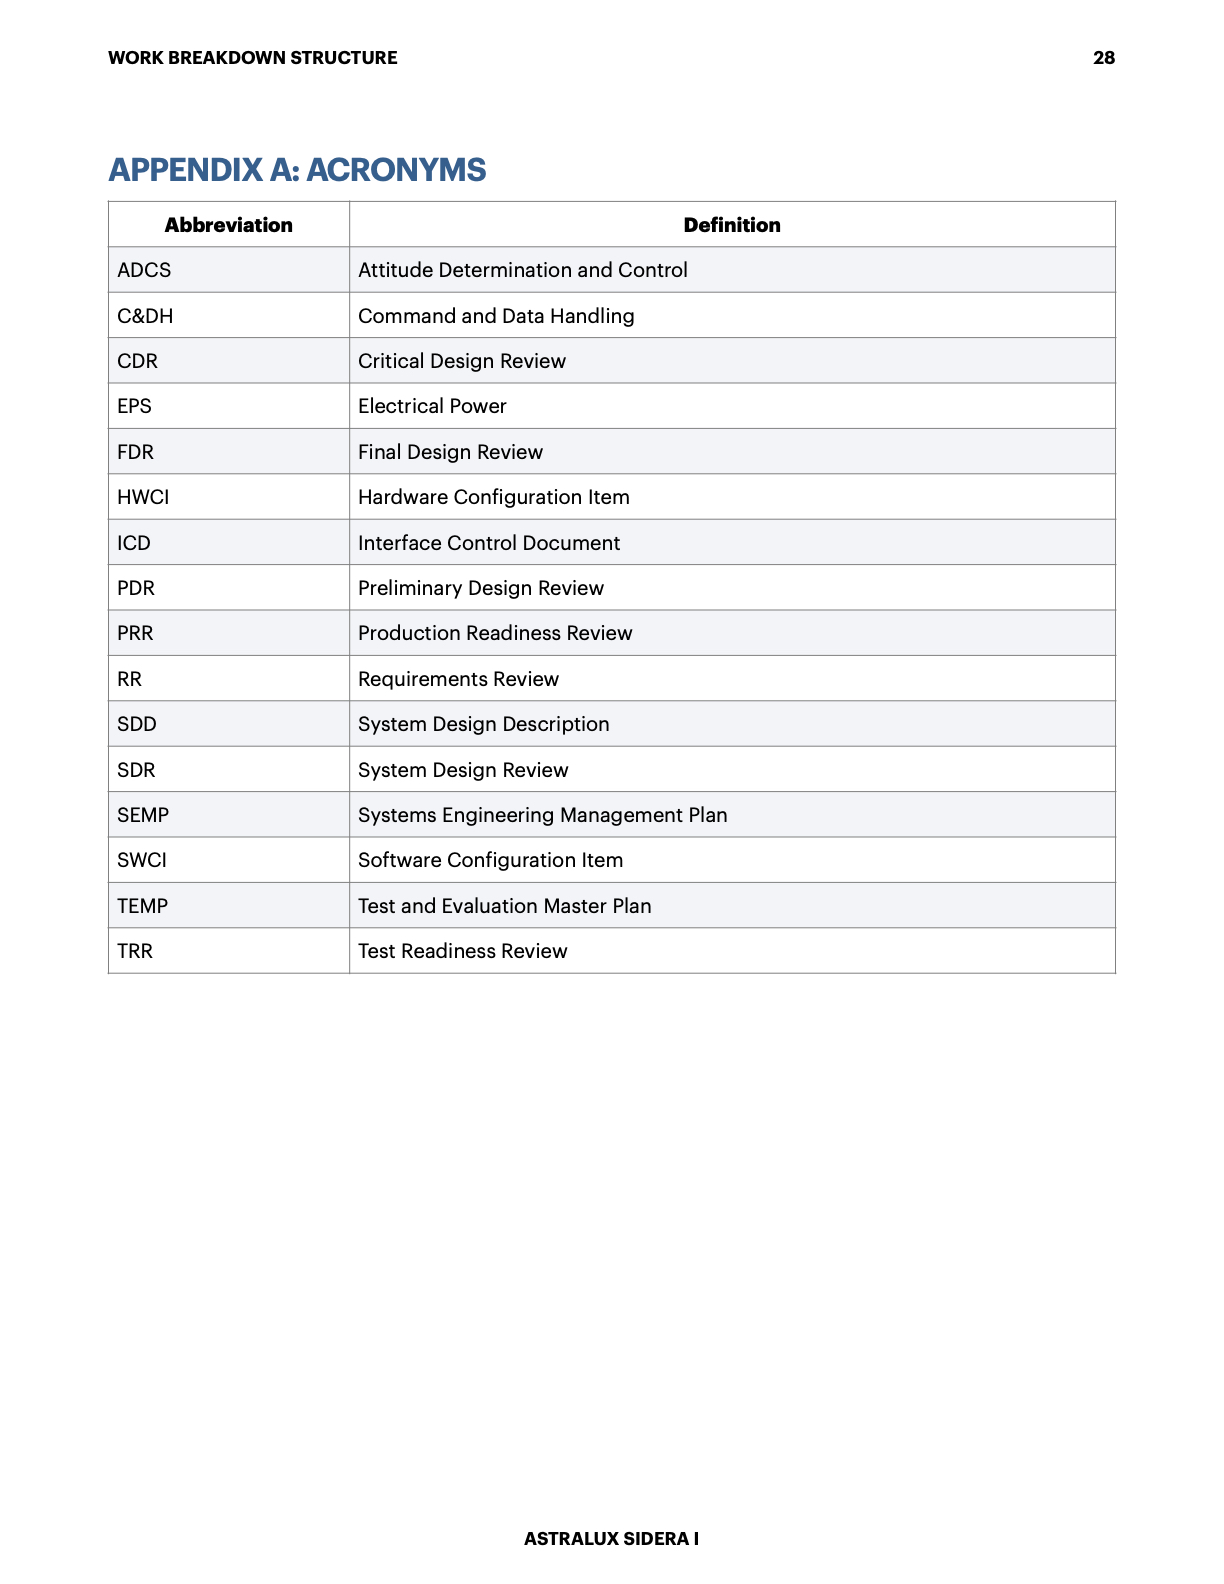 WORK BREAKDOWN STRUCTURE 28
APPENDIX A: ACRONYMS
Abbreviation Definition
ADCS Attitude Determination and Control
C&DH Command and Data Handling
CDR Critical Design Review
EPS Electrical Power
FDR Final Design Review
HWCI Hardware Configuration Item
ICD Interface Control Document
PDR Preliminary Design Review
PRR Production Readiness Review
RR Requirements Review
SDD System Design Description
SDR System Design Review
SEMP Systems Engineering Management Plan
SWCI Software Configuration Item
TEMP Test and Evaluation Master Plan
TRR Test Readiness Review
ASTRALUX SIDERA I